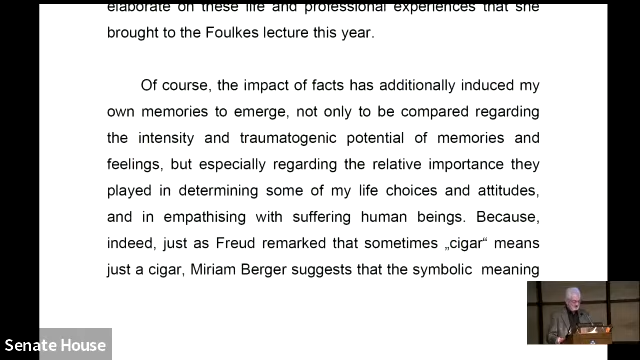 elaborate on these life and professional experiences that she
brought to the Foulkes lecture this year.
Of course, the impact of facts has additionally induced my
own memories to emerge, not only to be compared regarding
the intensity and traumatogenic potential of memories and
feelings, but especially regarding the relative importance they
played in determining some of my life choices and attitudes,
and in empathising with suffering human beings. Because,
indeed, just as Freud remarked that sometimes „cigar“ means
just a cigar, Miriam Berger suggests that the symbolic meaning
Senate House